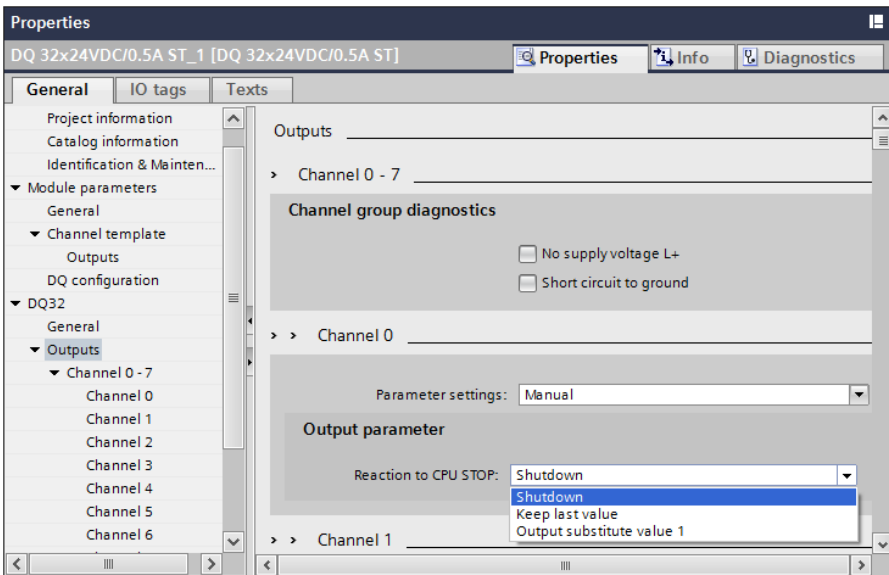 Properties
DQ 32x24VDC/0.5A ST_1 [DQ 32x24VDC/0.5A ST]
Properties
Info
Diagnostics
General
IO tags
Texts
Project information
Catalog information
Identification & Mainten...
Module parameters
General
Channel template
Outputs
DQ configuration
DQ32
General
Outputs
Channel 0 - 7
Channel 0
Channel 1
Channel 2
Channel 3
Channel 4
Channel 5
Channel 6
Outputs
Channel 0 - 7
Channel group diagnostics
No supply voltage L+
Short circuit to ground
Channel 0
Parameter settings: Manual
Output parameter
Reaction to CPU STOP: Shutdown
Shutdown
Keep last value
Output substitute value 1
Channel 1